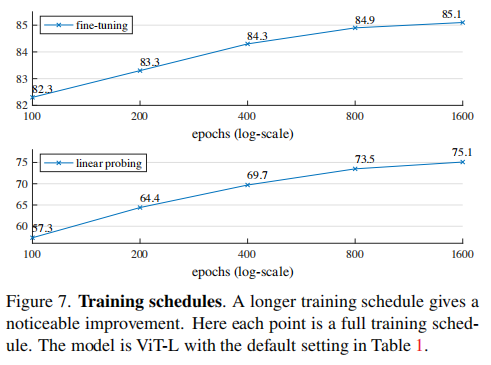 85
84
83
82
fine-tuning
82.3
83.3
84.3
84.9
85.1
100 200 400 800 1600
epochs (log-scale)
75
70
65
60
linear probing
57.3
64.4
69.7
73.5
75.1
100 200 400 800 1600
epochs (log-scale)
Figure 7. Training schedules. A longer training schedule gives a
noticeable improvement. Here each point is a full training sched-
ule. The model is ViT-L with the default setting in Table 1.